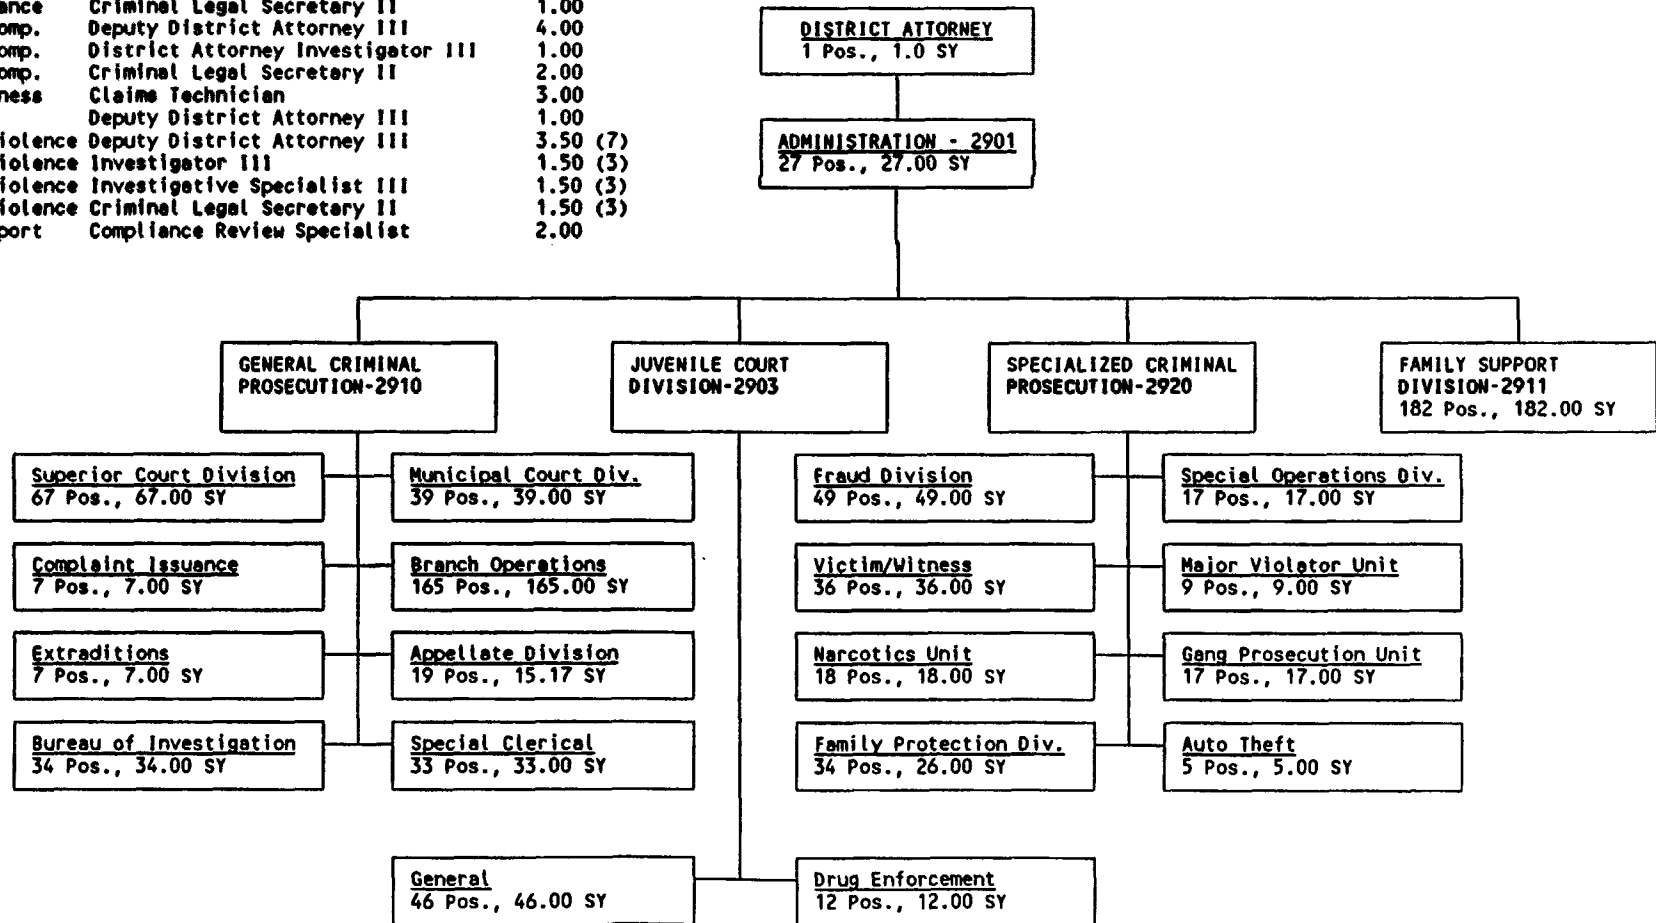 ance Criminal Legal Secretary II 1.00
omp. Deputy District Attorney III 4.00
omp. District Attorney Investigator III 1.00
omp. Criminal Legal Secretary II 2.00
ness Claims Technician 3.00
Deputy District Attorney III 1.00
iolence Deputy District Attorney III 3.50 (7)
iolence Investigator III 1.50 (3)
iolence Investigative Specialist III 1.50 (3)
iolence Criminal Legal Secretary II 1.50 (3)
port Compliance Review Specialist 2.00
DISTRICT ATTORNEY
1 Pos., 1.0 SY
ADMINISTRATION - 2901
27 Pos., 27.00 SY
GENERAL CRIMINAL
PROSECUTION-2910
JUVENILE COURT
DIVISION-2903
SPECIALIZED CRIMINAL
PROSECUTION-2920
FAMILY SUPPORT
DIVISION-2911
182 Pos., 182.00 SY
Superior Court Division
67 Pos., 67.00 SY
Municipal Court Div.
39 Pos., 39.00 SY
Fraud Division
49 Pos., 49.00 SY
Special Operations Div.
17 Pos., 17.00 SY
Complaint Issuance
7 Pos., 7.00 SY
Branch Operations
165 Pos., 165.00 SY
Victim/Witness
36 Pos., 36.00 SY
Major Violator Unit
9 Pos., 9.00 SY
Extraditions
7 Pos., 7.00 SY
Appellate Division
19 Pos., 15.17 SY
Narcotics Unit
18 Pos., 18.00 SY
Gang Prosecution Unit
17 Pos., 17.00 SY
Bureau of Investigation
34 Pos., 34.00 SY
Special Clerical
33 Pos., 33.00 SY
Family Protection Div.
34 Pos., 26.00 SY
Auto Theft
5 Pos., 5.00 SY
General
46 Pos., 46.00 SY
Drug Enforcement
12 Pos., 12.00 SY